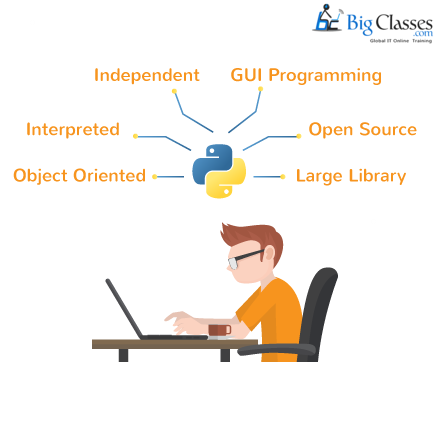 Big Classes
.com
Global IT Online Training
Independent
GUI Programming
Interpreted
Open Source
Object Oriented
Large Library